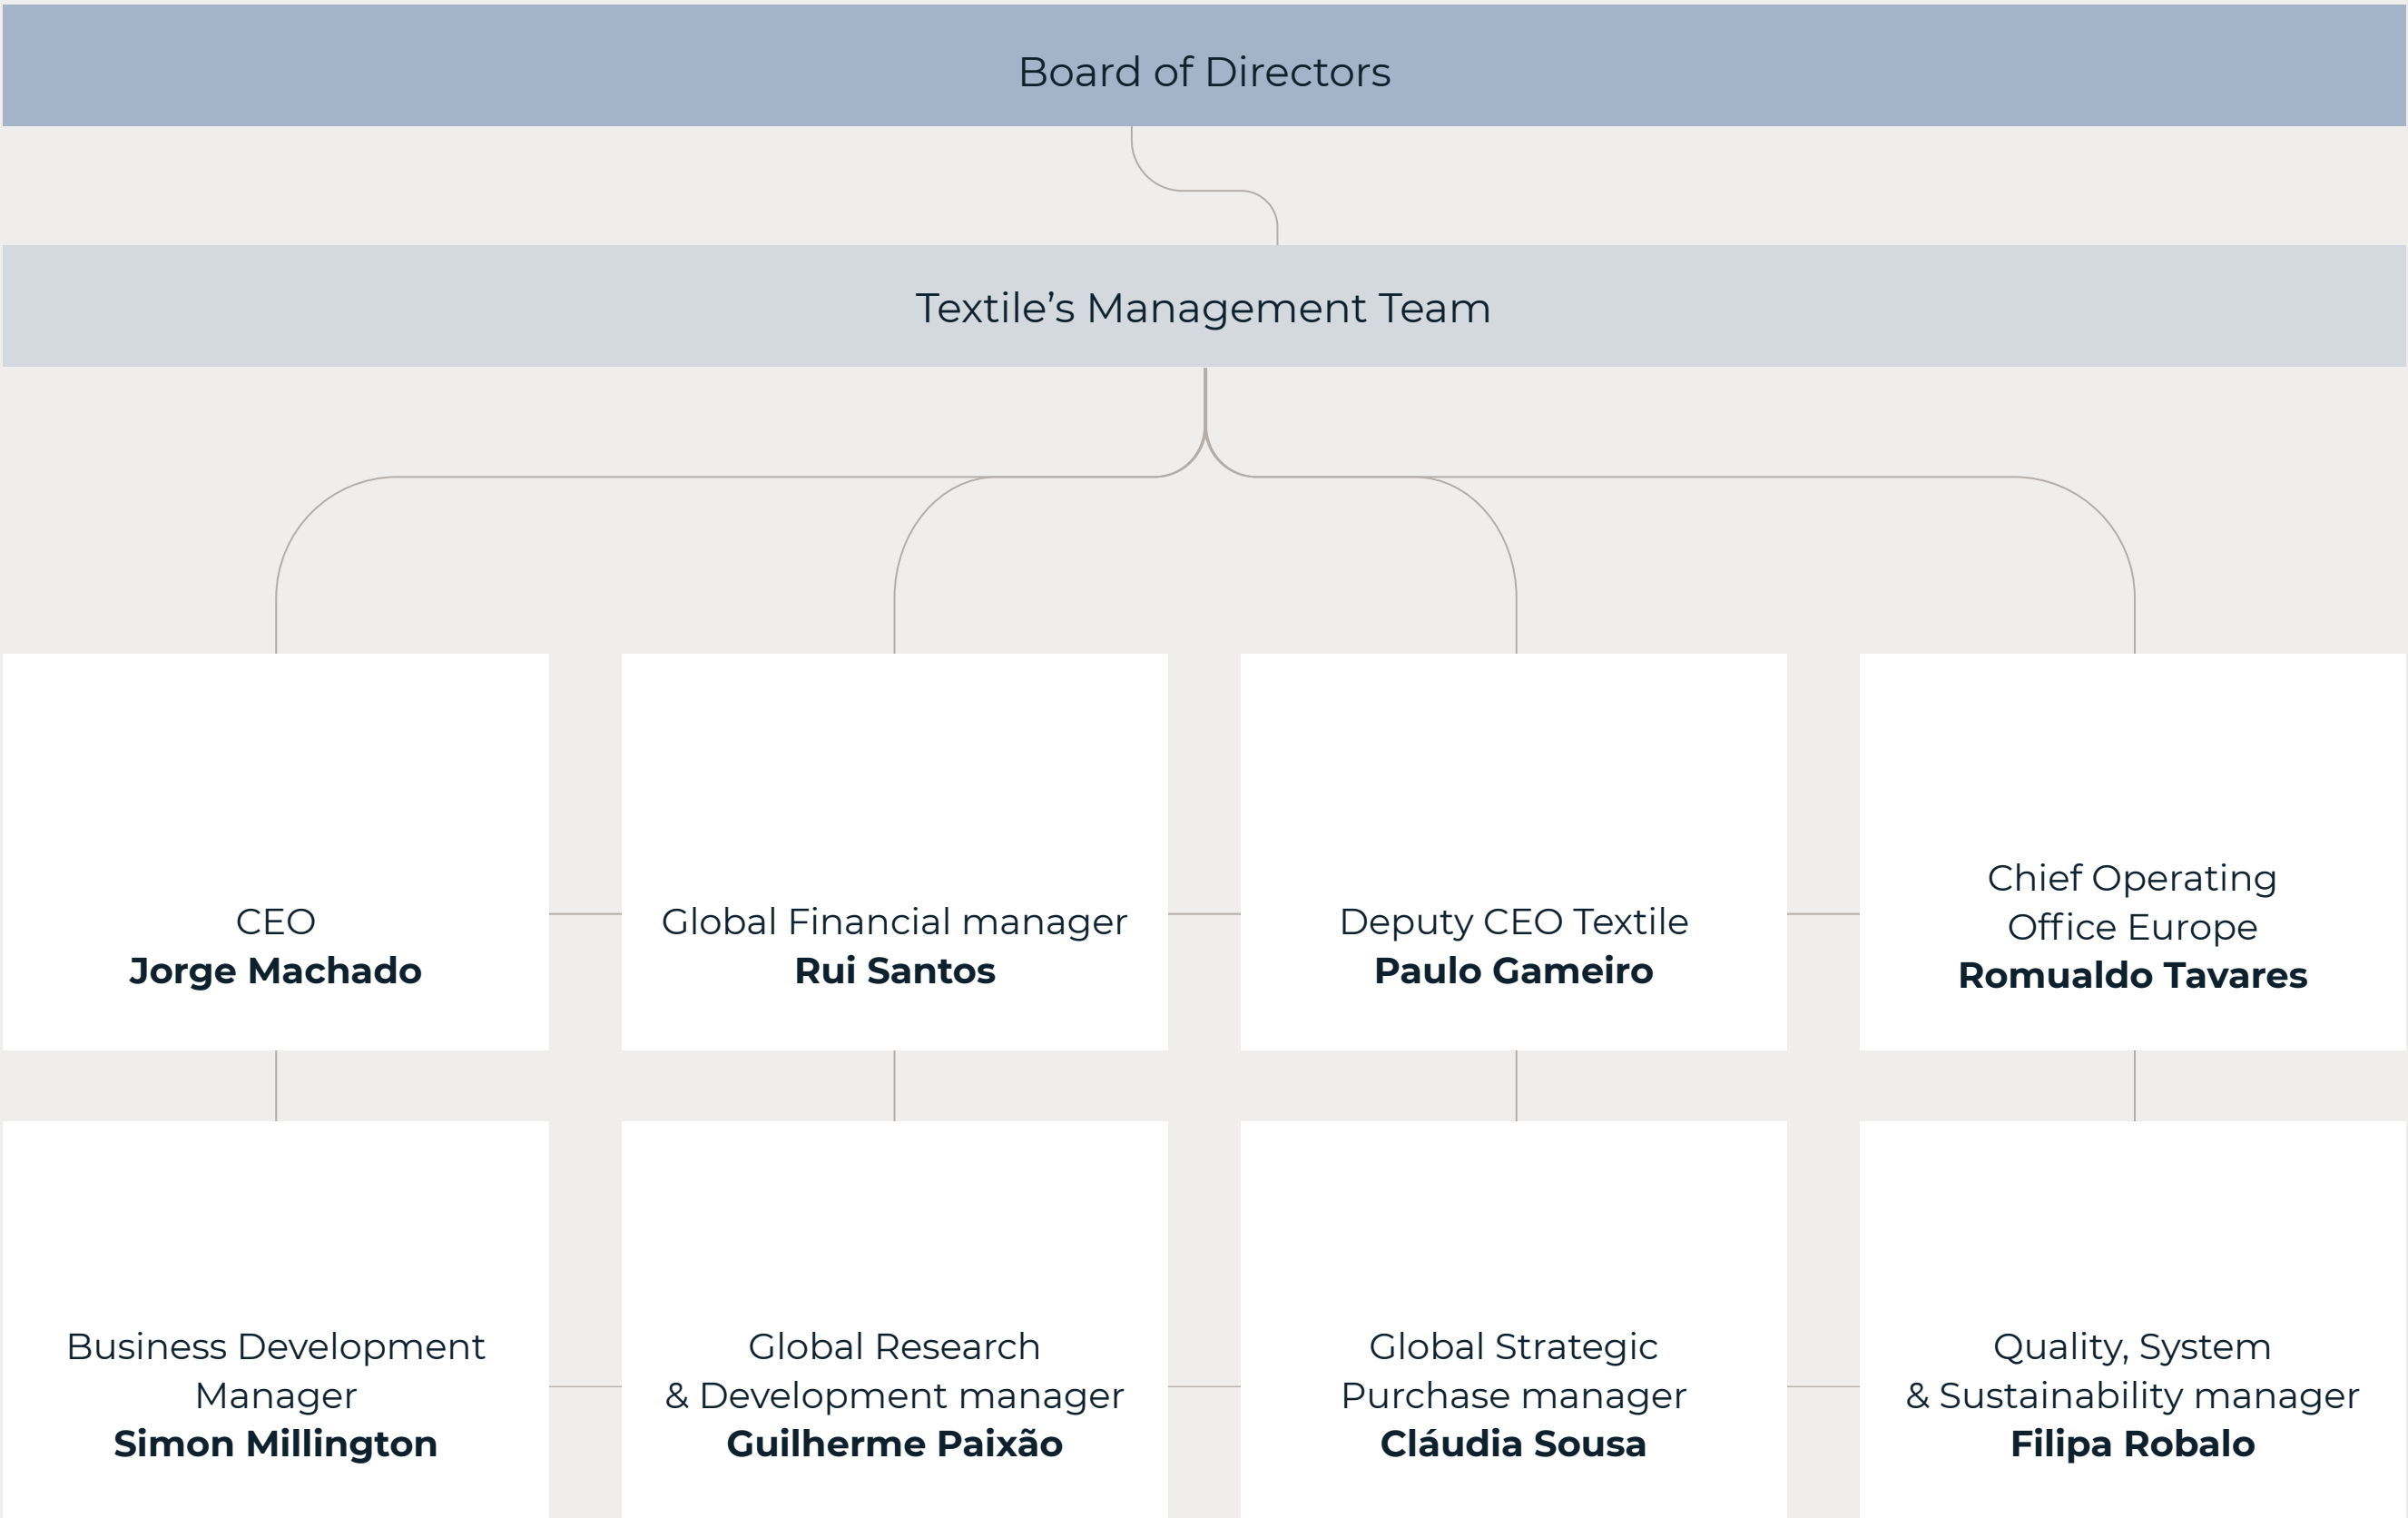 Board of Directors
Textile’s Management Team
CEO
Jorge Machado
Global Financial manager
Rui Santos
Deputy CEO Textile
Paulo Gameiro
Chief Operating
Office Europe
Romualdo Tavares
Business Development
Manager
Simon Millington
Global Research
& Development manager
Guilherme Paixão
Global Strategic
Purchase manager
Cláudia Sousa
Quality, System
& Sustainability manager
Filipa Robalo